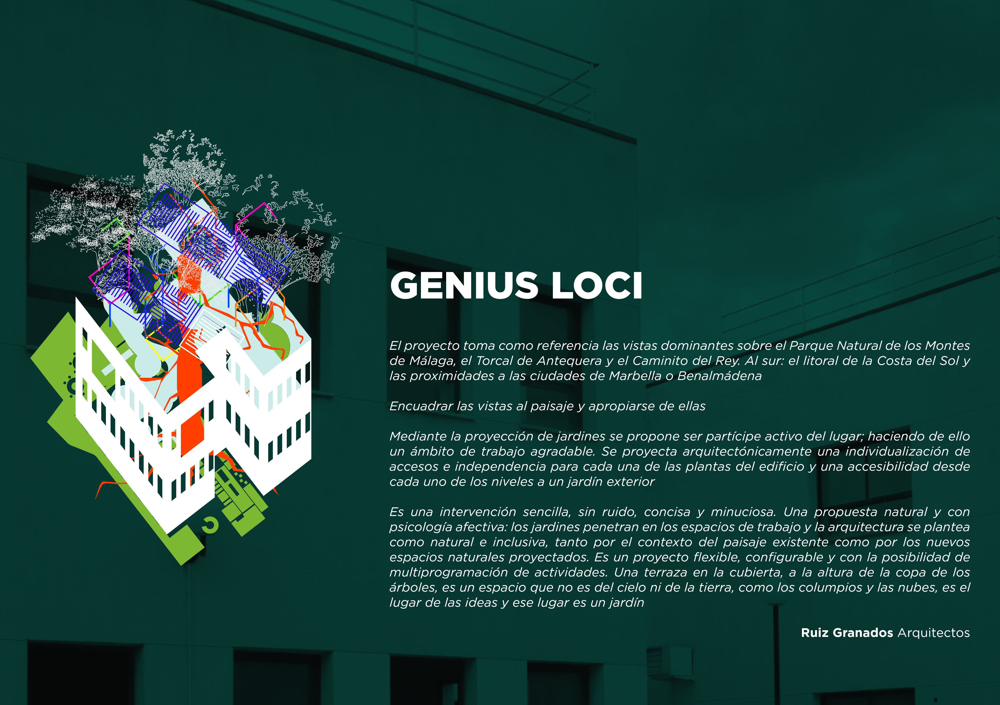 GENIUS LOCI
El proyecto toma como referencia las vistas dominantes sobre el Parque Natural de los Montes
de Málaga, el Torcal de Antequera y el Caminito del Rey. Al sur: el litoral de la Costa del Sol y
las proximidades a las ciudades de Marbella o Benalmádena
Encuadrar las vistas al paisaje y apropiarse de ellas
Mediante la proyección de jardines se propone ser partícipe activo del lugar; haciendo de ello
un ámbito de trabajo agradable. Se proyecta arquitectónicamente una individualización de
accesos e independencia para cada una de las plantas del edificio y una accesibilidad desde
cada uno de los niveles a un jardín exterior
Es una intervención sencilla, sin ruido, concisa y minuciosa. Una propuesta natural y con
psicología afectiva: los jardines penetran en los espacios de trabajo y la arquitectura se plantea
como natural e inclusiva, tanto por el contexto del paisaje existente como por los nuevos
espacios naturales proyectados. Es un proyecto flexible, configurable y con la posibilidad de
multiprogramación de actividades. Una terraza en la cubierta, a la altura de la copa de los
árboles, es un espacio que no es del cielo ni de la tierra, como los columpios y las nubes, es el
lugar de las ideas y ese lugar es un jardín
Ruiz Granados Arquitectos